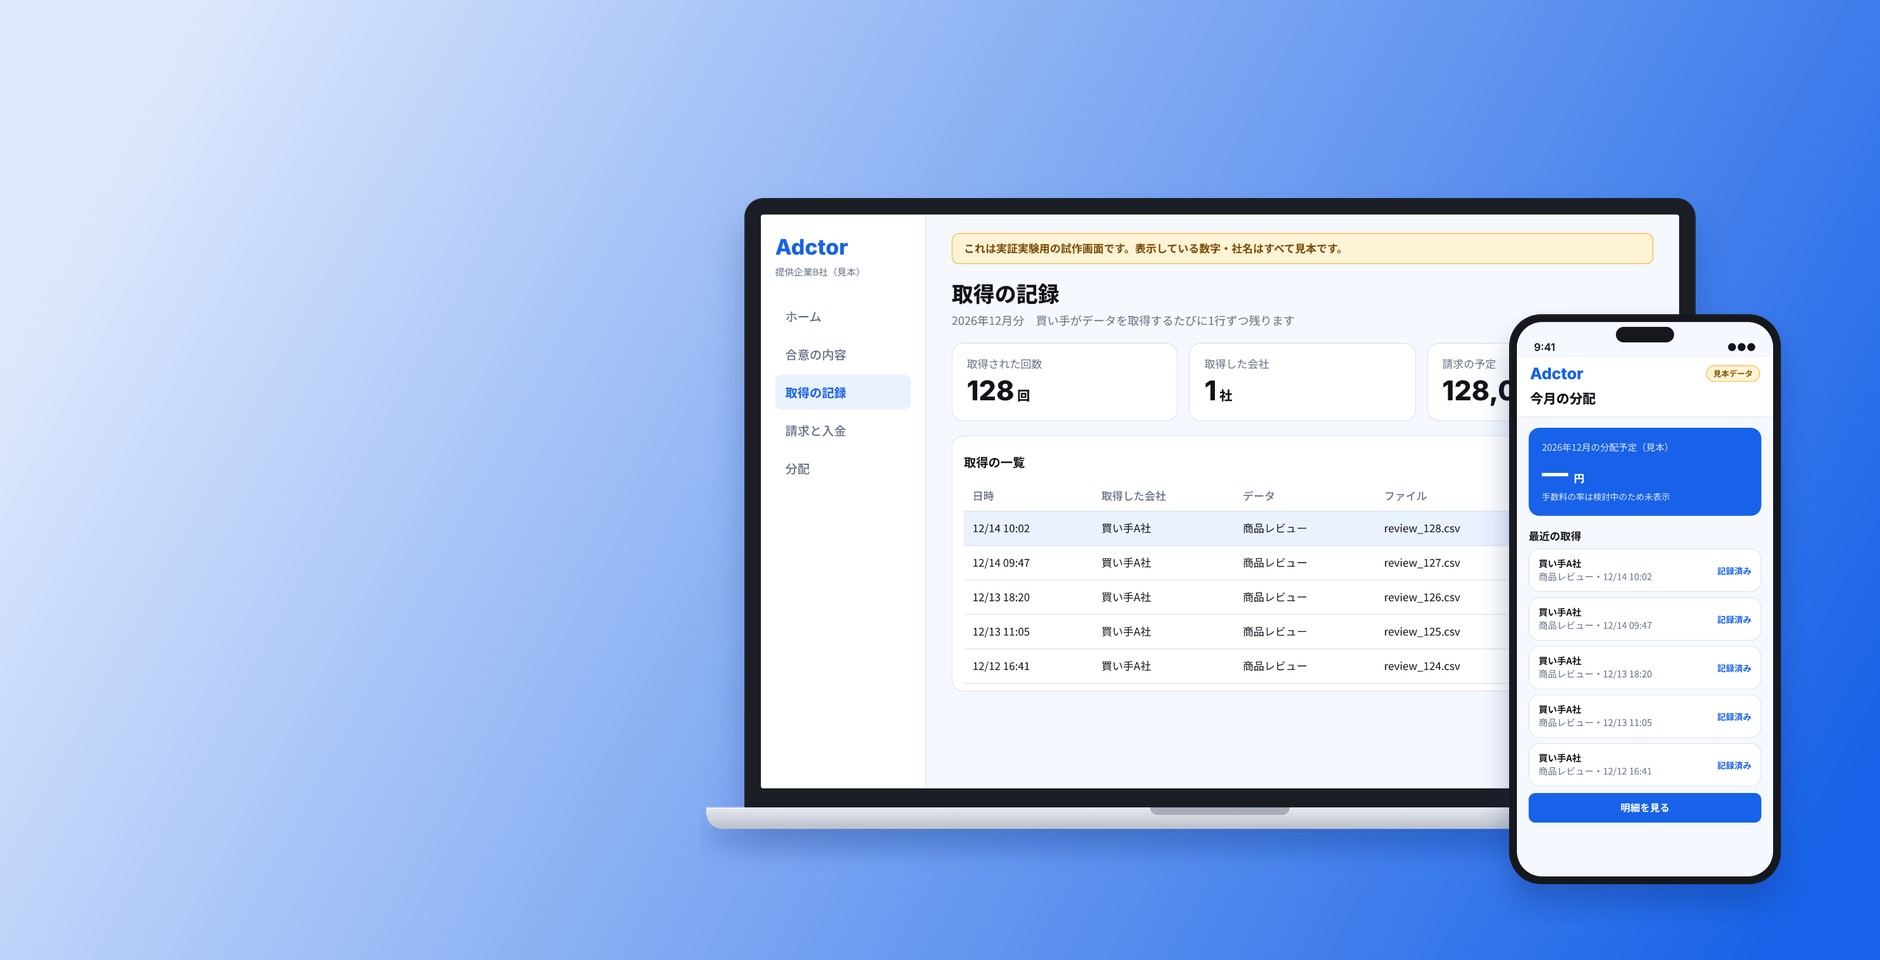 Adctor
提供企業B社（見本）
ホーム
合意の内容
取得の記録
請求と入金
分配
これは実証実験用の試作画面です。表示している数字・社名はすべて見本です。
取得の記録
2026年12月分　買い手がデータを取得するたびに1行ずつ残ります
取得された回数
128 回
取得した会社
1 社
請求の予定
128,0
取得の一覧
日時 取得した会社 データ ファイル
12/14 10:02 買い手A社 商品レビュー review_128.csv
12/14 09:47 買い手A社 商品レビュー review_127.csv
12/13 18:20 買い手A社 商品レビュー review_126.csv
12/13 11:05 買い手A社 商品レビュー review_125.csv
12/12 16:41 買い手A社 商品レビュー review_124.csv
9:41
Adctor
見本データ
今月の分配
2026年12月の分配予定（見本）
— 円
手数料の率は検討中のため未表示
最近の取得
買い手A社
商品レビュー・12/14 10:02
記録済み
買い手A社
商品レビュー・12/14 09:47
記録済み
買い手A社
商品レビュー・12/13 18:20
記録済み
買い手A社
商品レビュー・12/13 11:05
記録済み
買い手A社
商品レビュー・12/12 16:41
記録済み
明細を見る